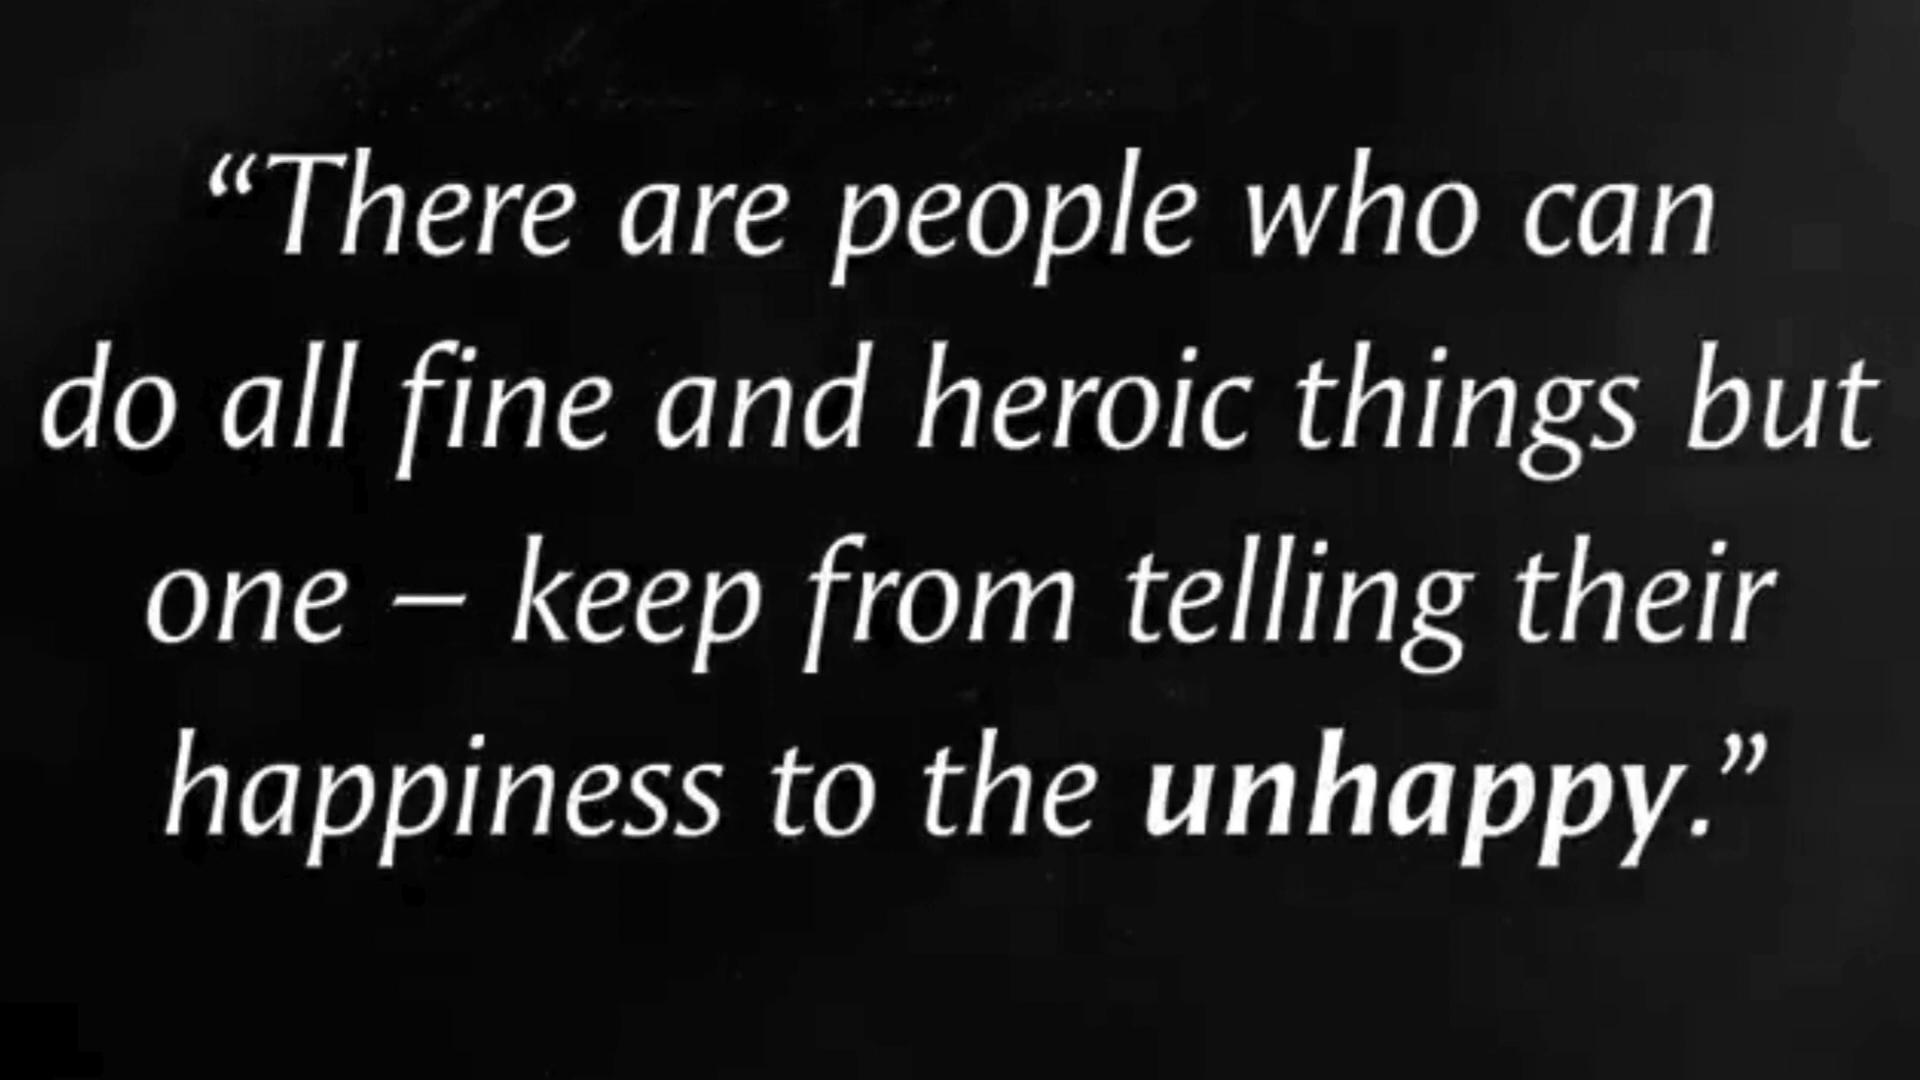 “There are people who can
do all fine and heroic things but
one – keep from telling their
happiness to the unhappy.”